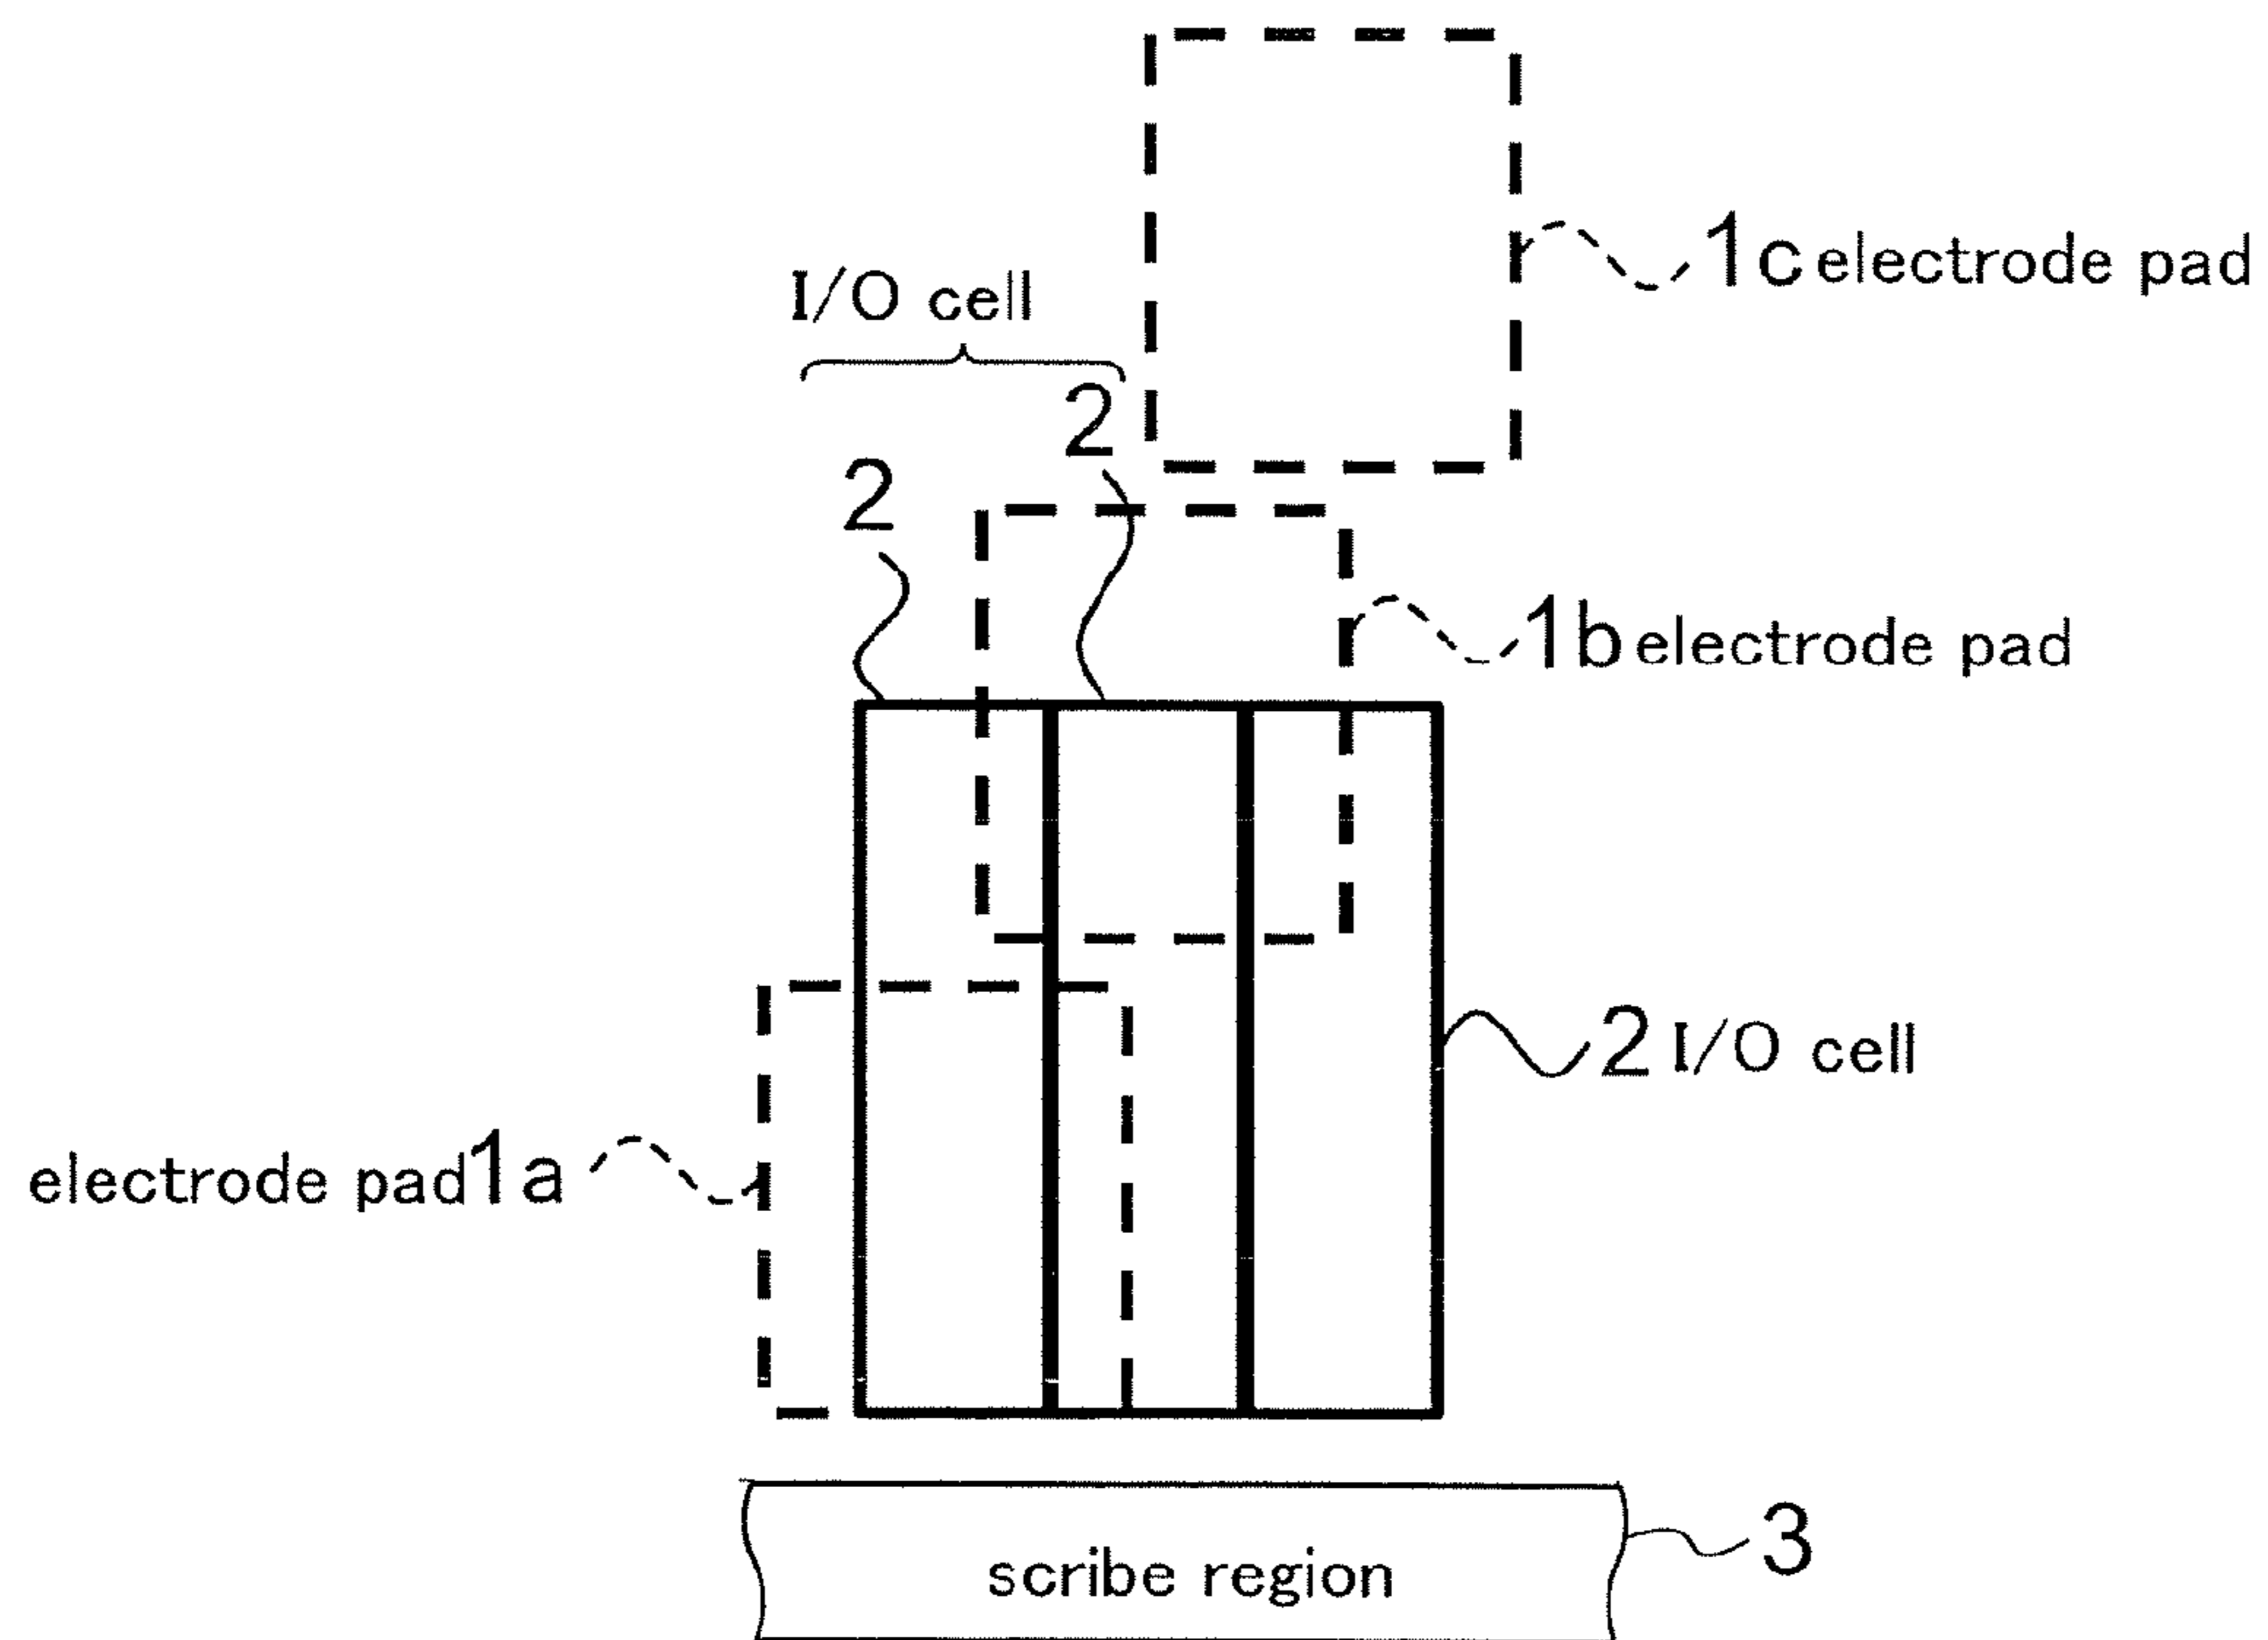 1c electrode pad
I/O cell
2
2
1b electrode pad
2 I/O cell
electrode pad 1a
scribe region
3